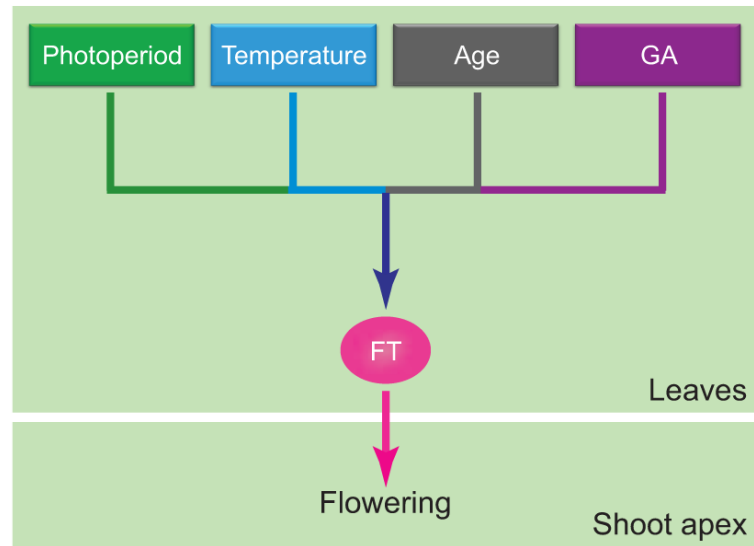 Photoperiod
Temperature
Age
GA
FT
Leaves
Flowering
Shoot apex